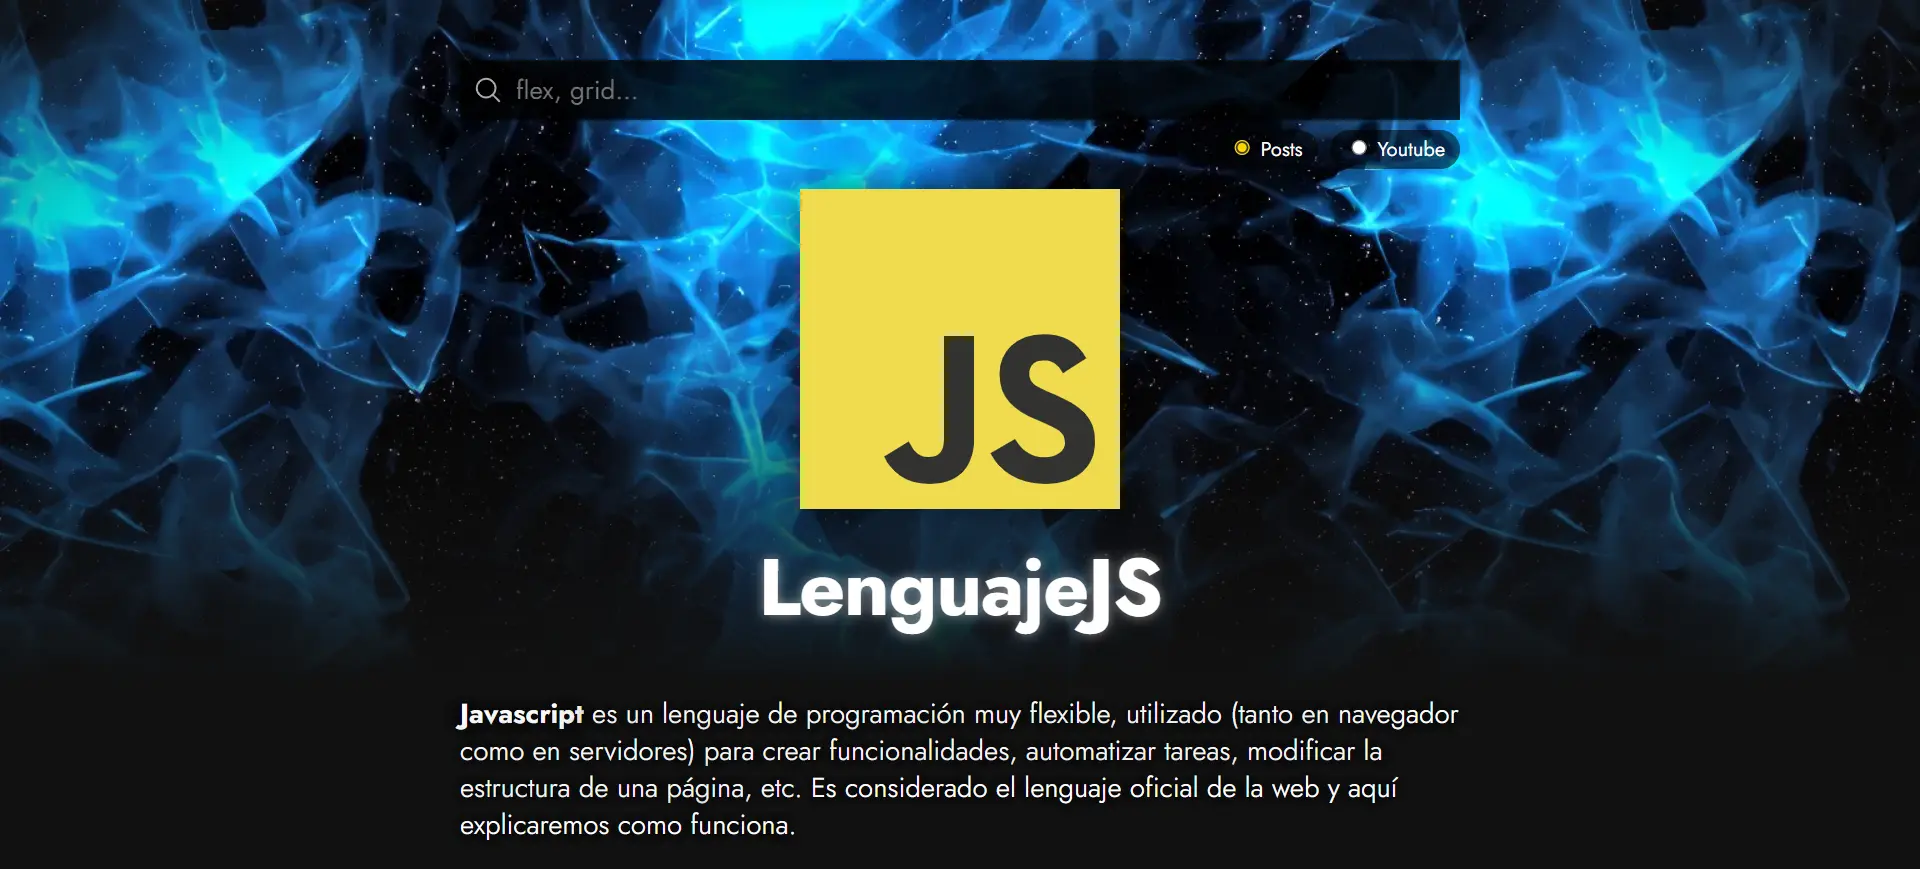 flex, grid...
Posts
Youtube
JS
LenguajeJS
Javascript es un lenguaje de programación muy flexible, utilizado (tanto en navegador
como en servidores) para crear funcionalidades, automatizar tareas, modificar la
estructura de una página, etc. Es considerado el lenguaje oficial de la web y aquí
explicaremos como funciona.